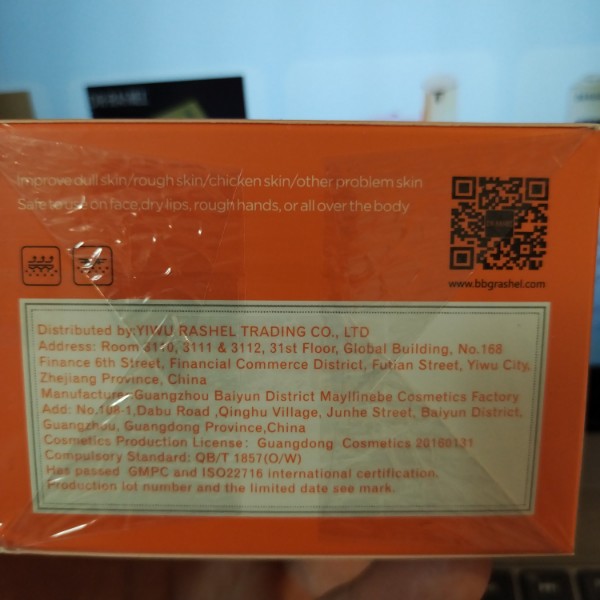 Improve dull skin/rough skin/chicken skin/other problem skin
Safe to use on face,dry lips, rough hands, or all over the body
www.bbgrashel.com
Distributed by:YIWU RASHEL TRADING CO., LTD
Address: Room 3110, 3111 & 3112, 31st Floor, Global Building, No.168
Finance 6th Street, Financial Commerce District, Futian Street, Yiwu City,
Zhejiang Province, China
Manufacture: Guangzhou Baiyun District Maylfinebe Cosmetics Factory
Add: No.108-1,Dabu Road ,Qinghu Village, Junhe Street, Baiyun District,
Guangzhou, Guangdong Province,China
Cosmetics Production License: Guangdong Cosmetics 20160131
Compulsory Standard: QB/T 1857(O/W)
Has passed GMPC and ISO22716 international certification.
Production lot number and the limited date see mark.